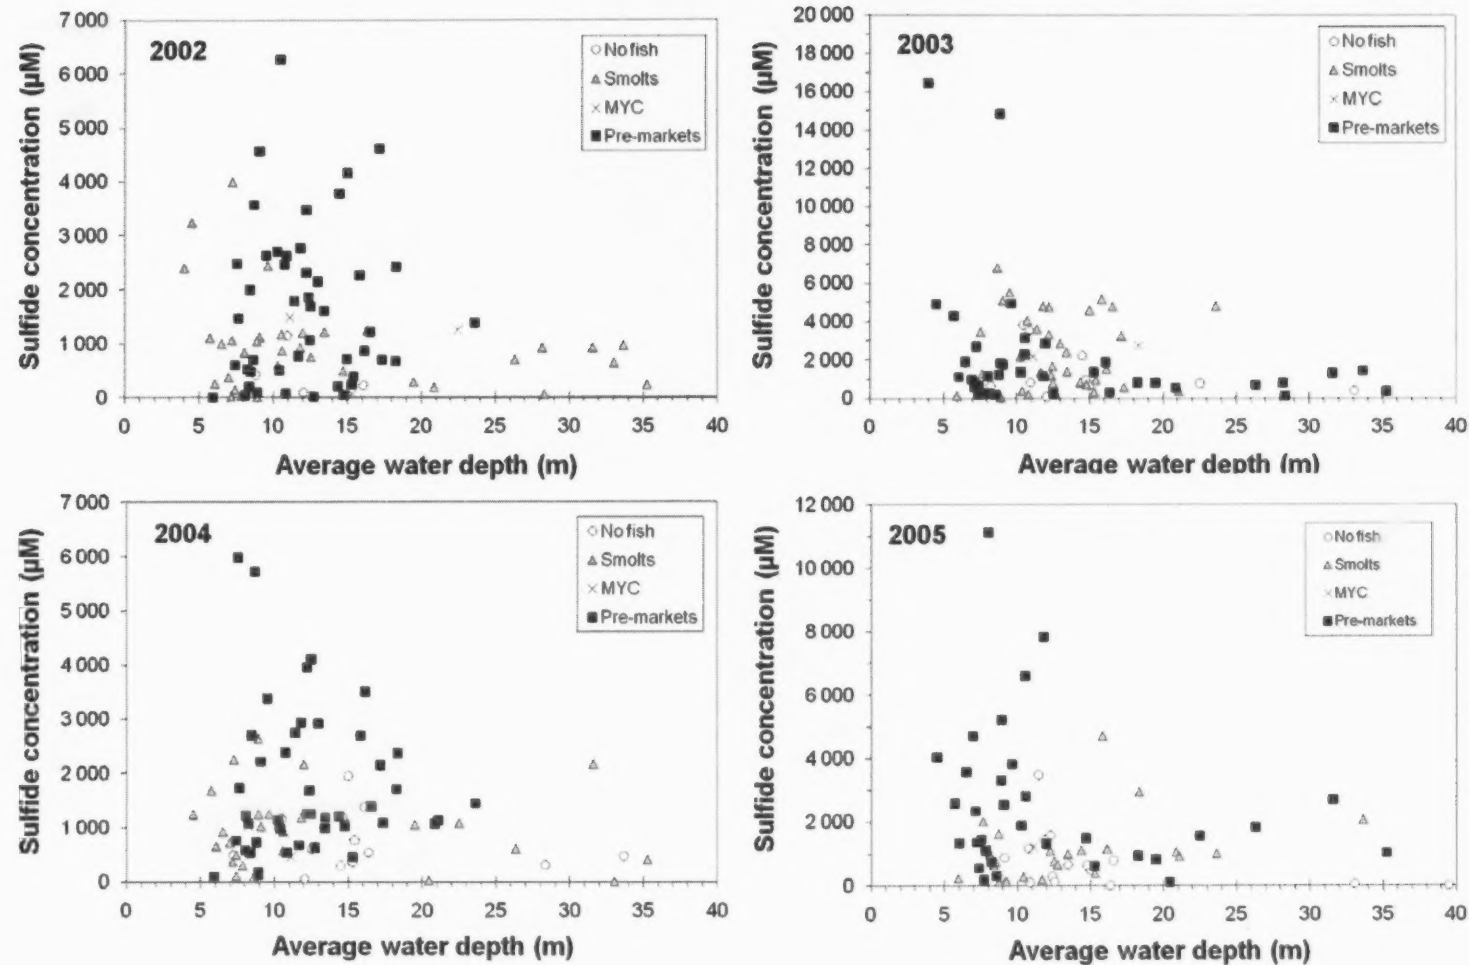 2002
7 000
6 000
5 000
4 000
3 000
2 000
1 000
0
Sulfide concentration (µM)
No fish
Smolts
MYC
Pre-markets
0 5 10 15 20 25 30 35 40
Average water depth (m)
2003
20 000
18 000
16 000
14 000
12 000
10 000
8 000
6 000
4 000
2 000
0
Sulfide concentration (µM)
No fish
Smolts
MYC
Pre-markets
0 5 10 15 20 25 30 35 40
Average water depth (m)
2004
7 000
6 000
5 000
4 000
3 000
2 000
1 000
0
Sulfide concentration (µM)
No fish
Smolts
MYC
Pre-markets
0 5 10 15 20 25 30 35 40
Average water depth (m)
2005
12 000
10 000
8 000
6 000
4 000
2 000
0
Sulfide concentration (µM)
No fish
Smolts
MYC
Pre-markets
0 5 10 15 20 25 30 35 40
Average water depth (m)